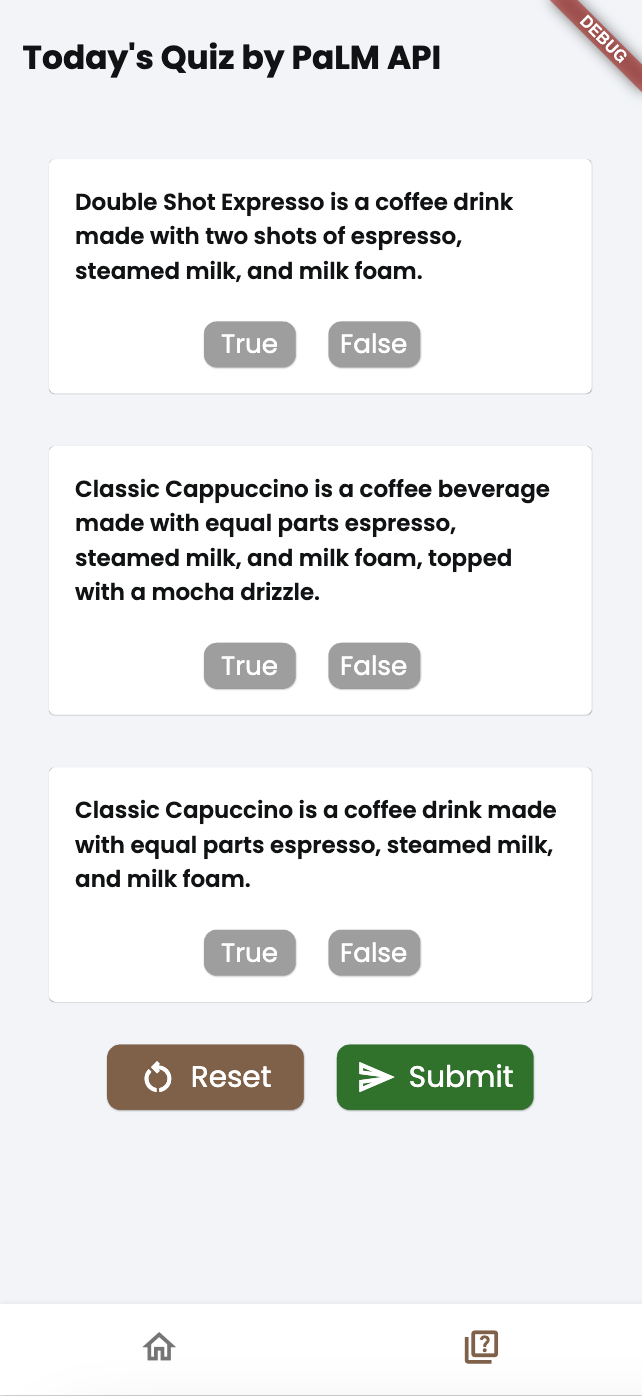 Today's Quiz by PaLM API
DEBUG
Double Shot Expresso is a coffee drink
made with two shots of espresso,
steamed milk, and milk foam.
True False
Classic Cappuccino is a coffee beverage
made with equal parts espresso,
steamed milk, and milk foam, topped
with a mocha drizzle.
True False
Classic Capuccino is a coffee drink made
with equal parts espresso, steamed milk,
and milk foam.
True False
Reset Submit
?